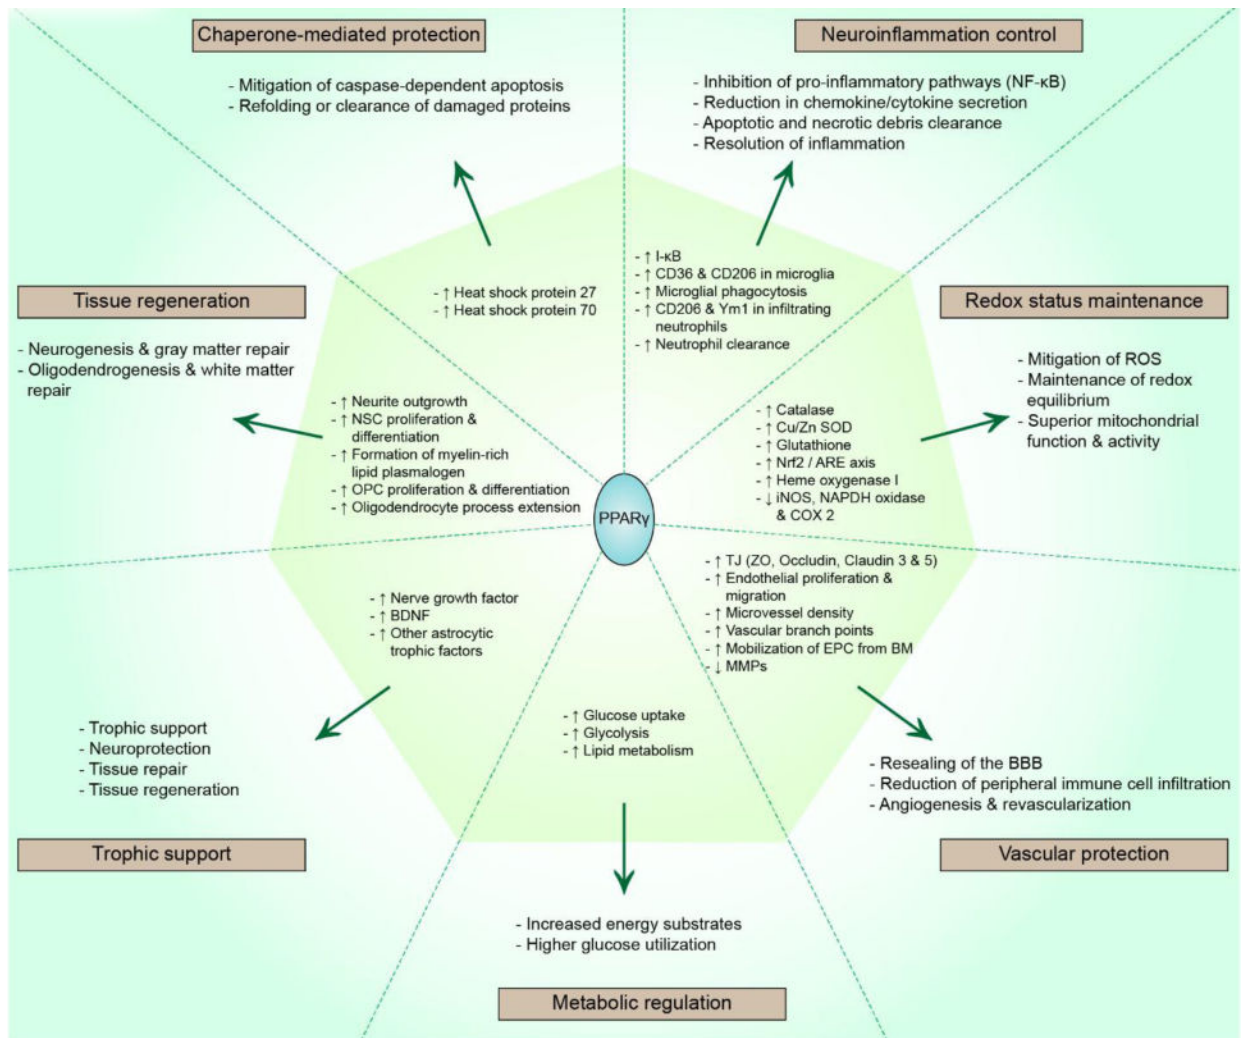 Chaperone-mediated protection
- Mitigation of caspase-dependent apoptosis
- Refolding or clearance of damaged proteins
- ↑ Heat shock protein 27
- ↑ Heat shock protein 70
Neuroinflammation control
- Inhibition of pro-inflammatory pathways (NF-κB)
- Reduction in chemokine/cytokine secretion
- Apoptotic and necrotic debris clearance
- Resolution of inflammation
- ↑ I-κB
- ↑ CD36 & CD206 in microglia
- ↑ Microglial phagocytosis
- ↑ CD206 & Ym1 in infiltrating
neutrophils
- ↑ Neutrophil clearance
Tissue regeneration
- Neurogenesis & gray matter repair
- Oligodendrogenesis & white matter
repair
- ↑ Neurite outgrowth
- ↑ NSC proliferation &
differentiation
- ↑ Formation of myelin-rich
lipid plasmalogen
- ↑ OPC proliferation & differentiation
- ↑ Oligodendrocyte process extension
Redox status maintenance
- Mitigation of ROS
- Maintenance of redox
equilibrium
- Superior mitochondrial
function & activity
- ↑ Catalase
- ↑ Cu/Zn SOD
- ↑ Glutathione
- ↑ Nrf2 / ARE axis
- ↑ Heme oxygenase I
- ↓ iNOS, NAPDH oxidase
& COX 2
PPARγ
- ↑ Nerve growth factor
- ↑ BDNF
- ↑ Other astrocytic
trophic factors
- Trophic support
- Neuroprotection
- Tissue repair
- Tissue regeneration
Trophic support
- ↑ TJ (ZO, Occludin, Claudin 3 & 5)
- ↑ Endothelial proliferation &
migration
- ↑ Microvessel density
- ↑ Vascular branch points
- ↑ Mobilization of EPC from BM
- ↓ MMPs
- Resealing of the BBB
- Reduction of peripheral immune cell infiltration
- Angiogenesis & revascularization
Vascular protection
- ↑ Glucose uptake
- ↑ Glycolysis
- ↑ Lipid metabolism
- Increased energy substrates
- Higher glucose utilization
Metabolic regulation